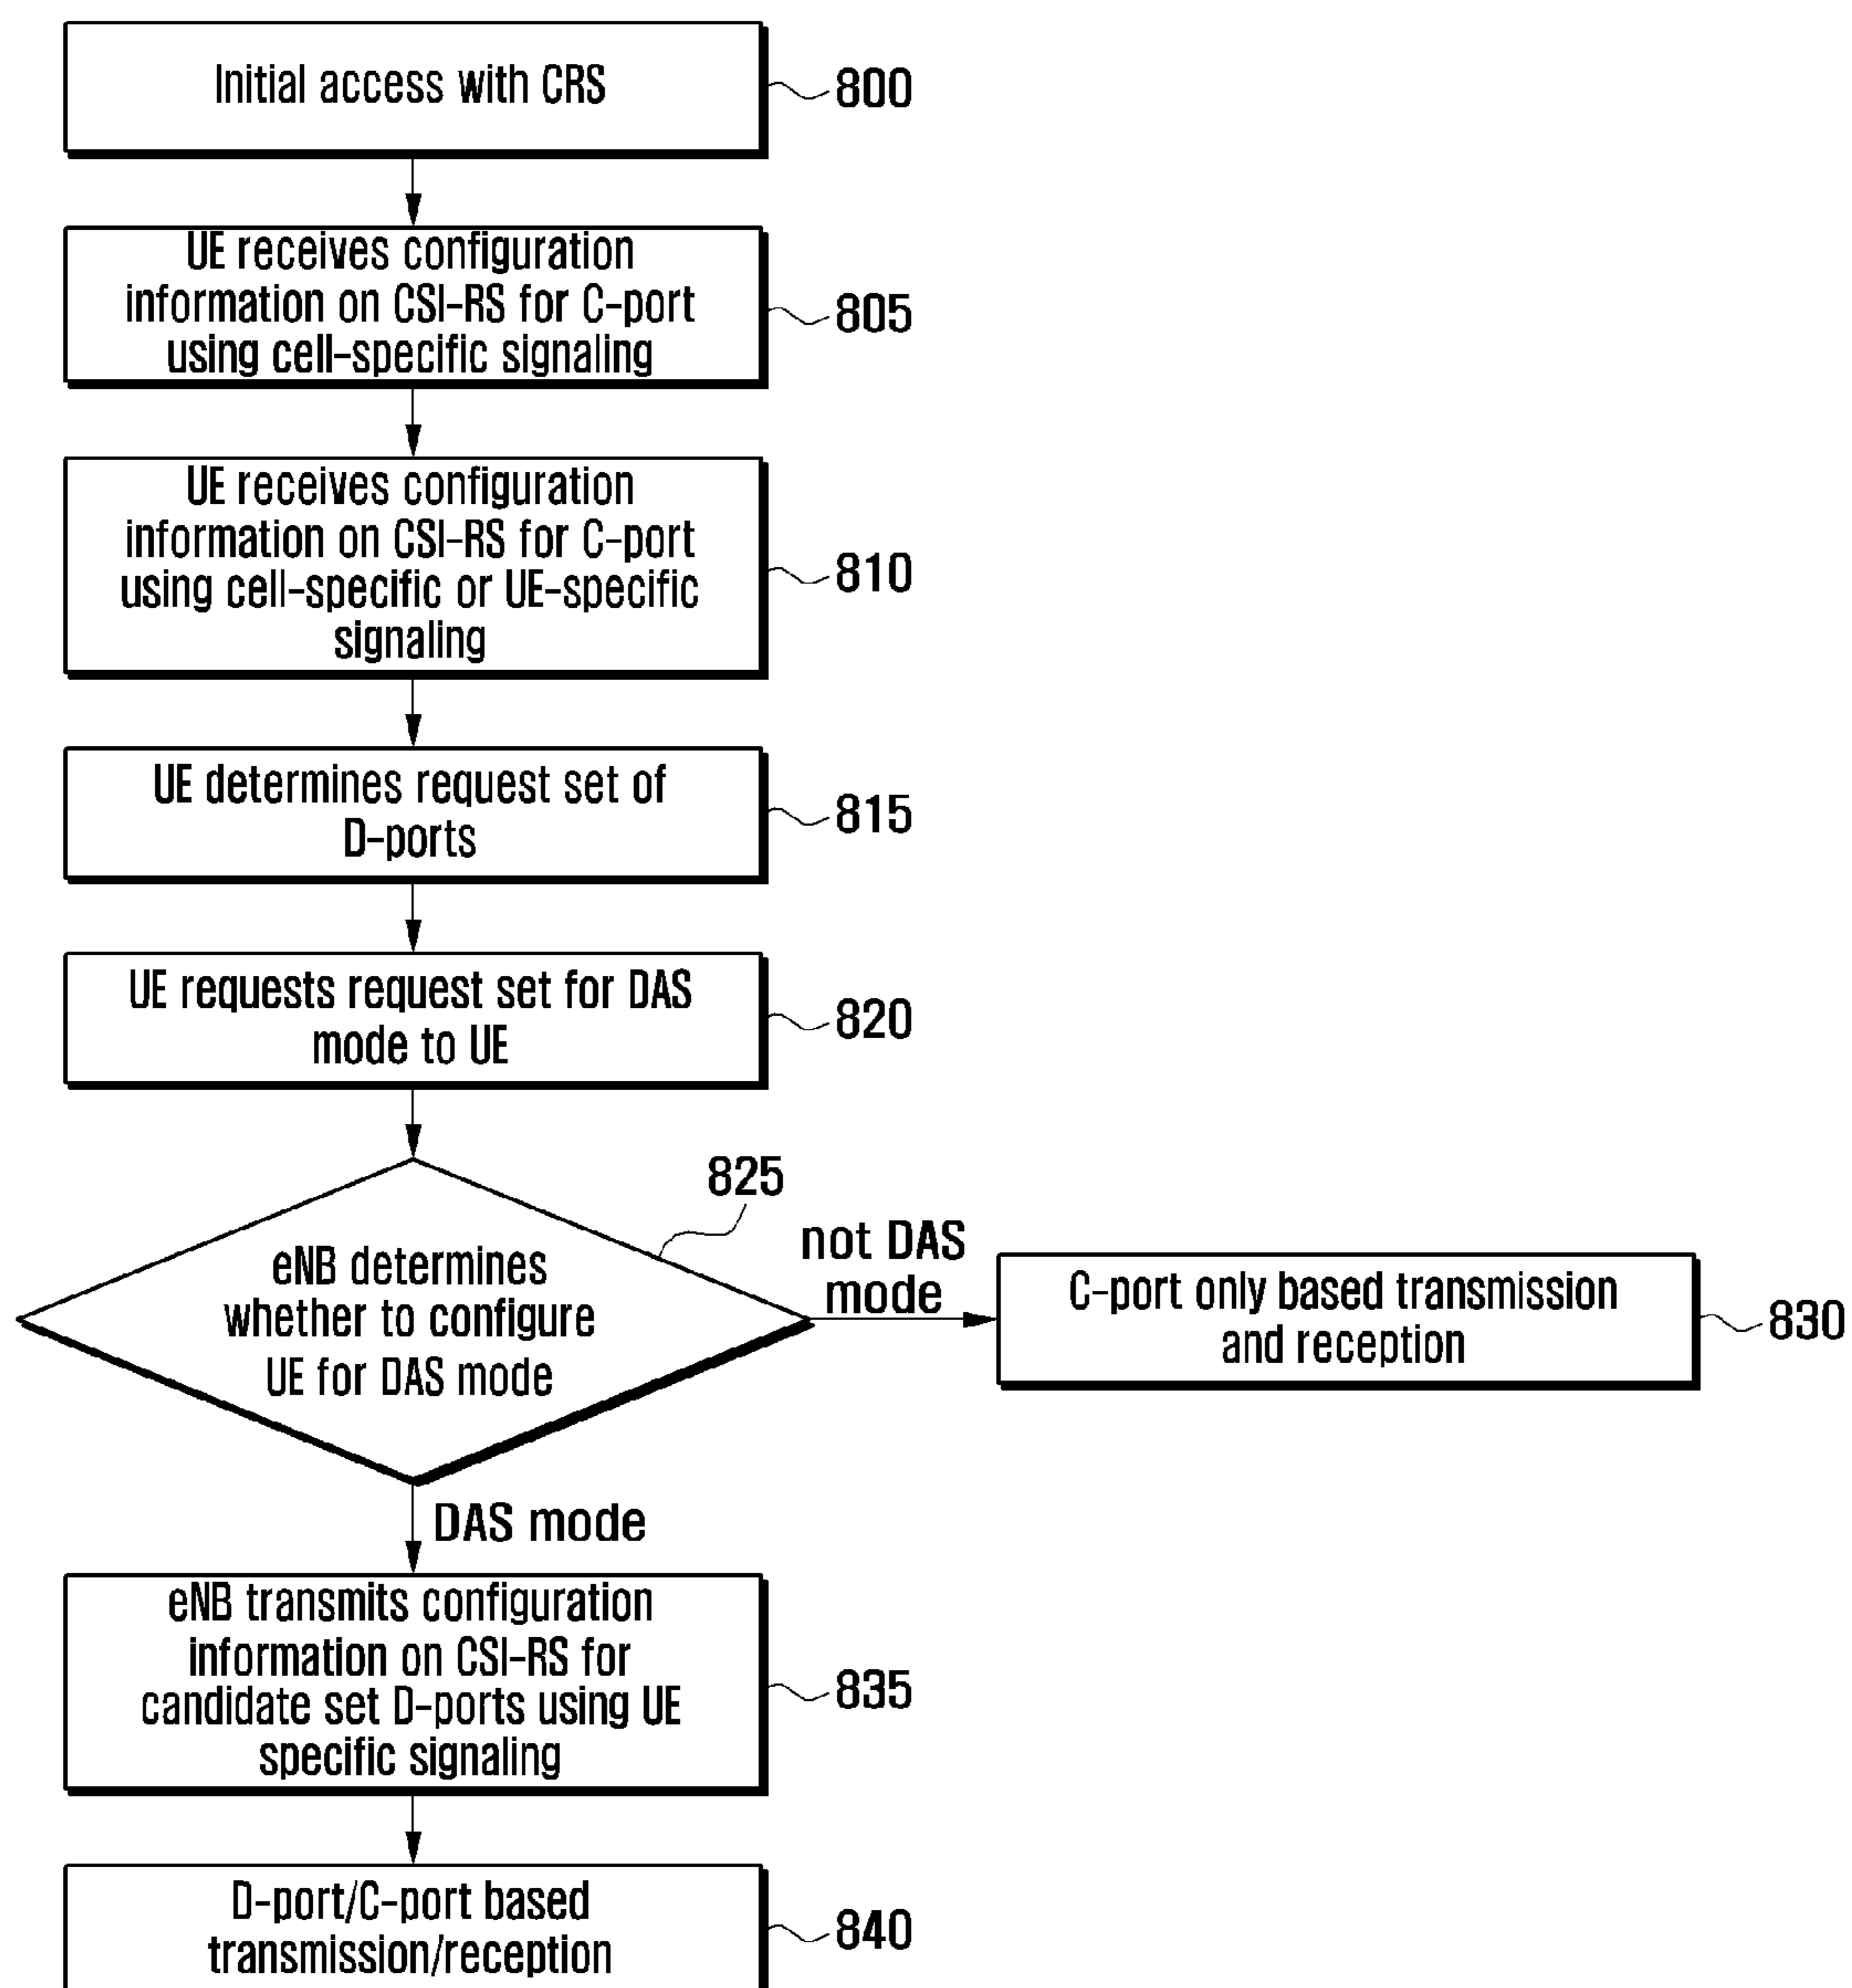 Initial access with CRS
800
UE receives configuration
information on CSI-RS for C-port
using cell-specific signaling
805
UE receives configuration
information on CSI-RS for C-port
using cell-specific or UE-specific
signaling
810
UE determines request set of
D-ports
815
UE requests request set for DAS
mode to UE
820
825
eNB determines
whether to configure
UE for DAS mode
not DAS
mode
C-port only based transmission
and reception
830
DAS mode
eNB transmits configuration
information on CSI-RS for
candidate set D-ports using UE
specific signaling
835
D-port/C-port based
transmission/reception
840